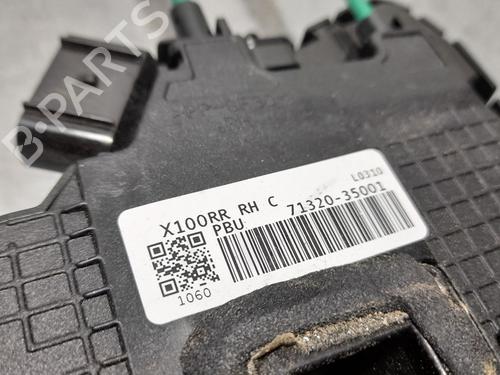 B-PARTS
X100RR RH C
L0310
PBU
71320-35001
1060